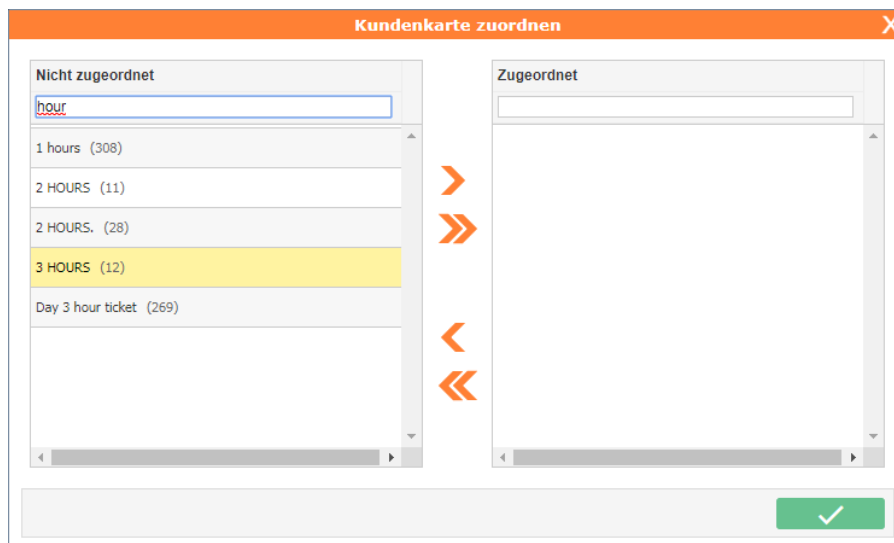 Kundenkarte zuordnen X
Nicht zugeordnet
hour
1 hours (308)
2 HOURS (11)
2 HOURS. (28)
3 HOURS (12)
Day 3 hour ticket (269)
Zugeordnet